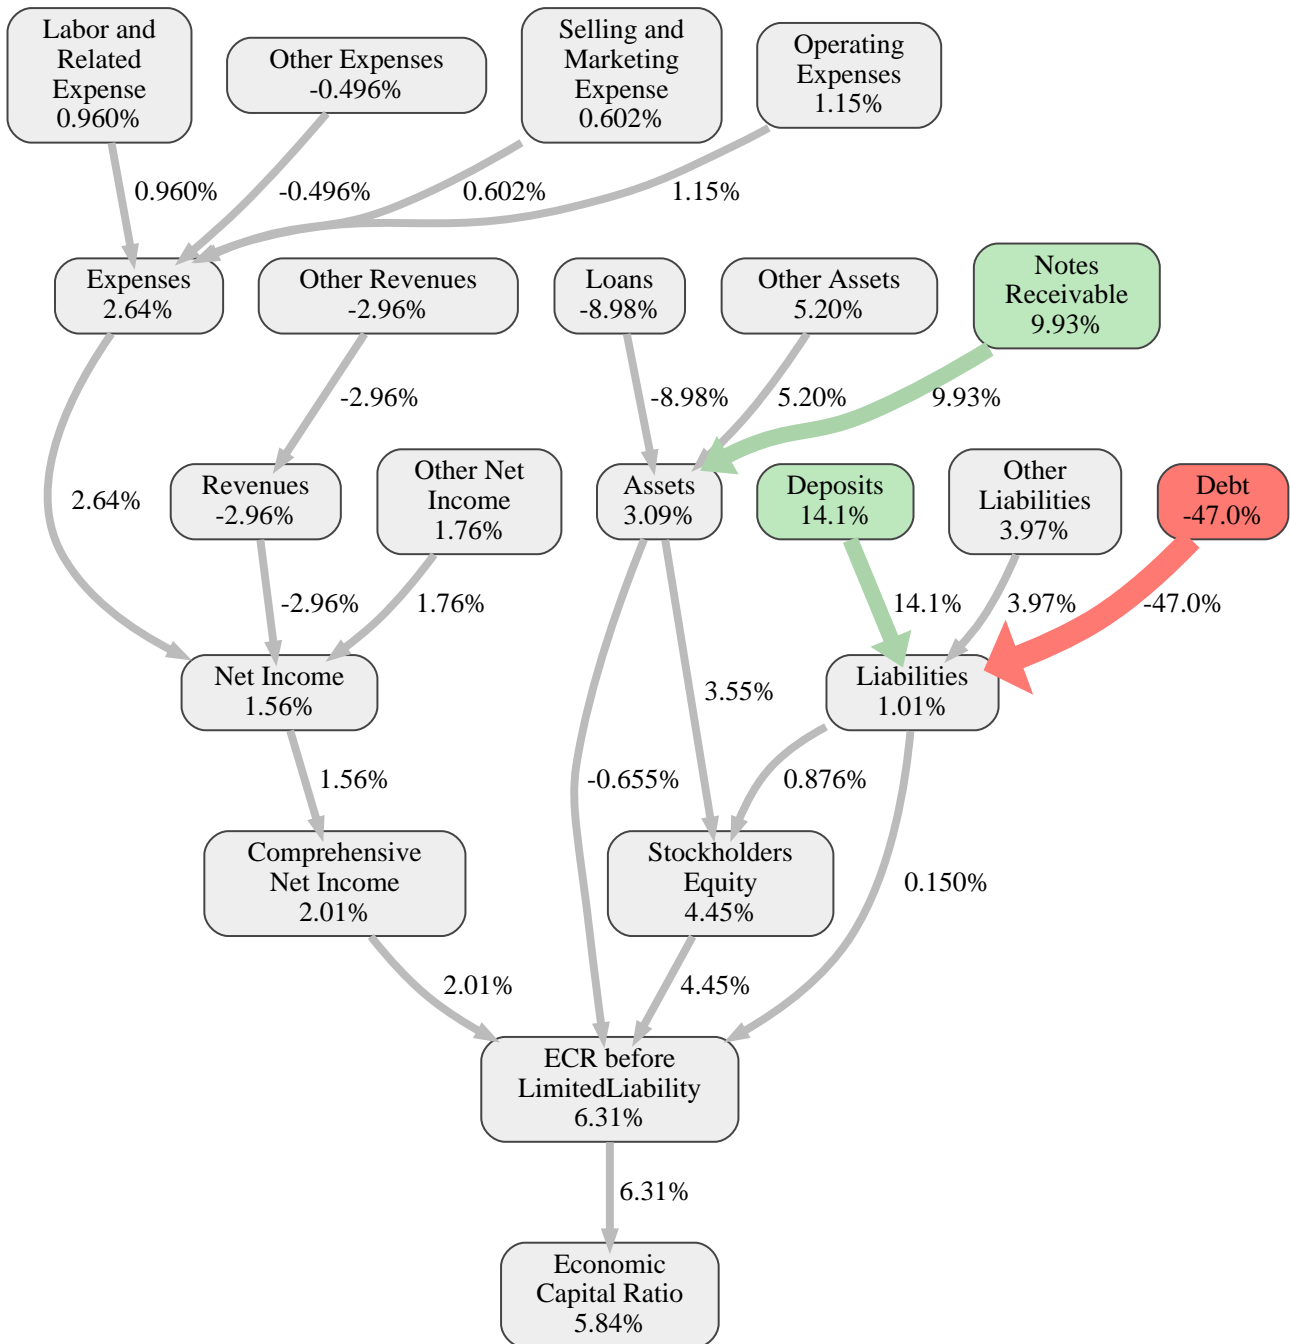 Labor and
Related
Expense
0.960%
Other Expenses
-0.496%
Selling and
Marketing
Expense
0.602%
Operating
Expenses
1.15%
0.960%
-0.496%
0.602%
1.15%
Expenses
2.64%
Other Revenues
-2.96%
Loans
-8.98%
Other Assets
5.20%
Notes
Receivable
9.93%
-2.96%
-8.98%
5.20%
9.93%
2.64%
Revenues
-2.96%
Other Net
Income
1.76%
Assets
3.09%
Deposits
14.1%
Other
Liabilities
3.97%
Debt
-47.0%
-2.96%
1.76%
14.1%
3.97%
-47.0%
Net Income
1.56%
3.55%
Liabilities
1.01%
1.56%
-0.655%
0.876%
Comprehensive
Net Income
2.01%
Stockholders
Equity
4.45%
0.150%
2.01%
4.45%
ECR before
LimitedLiability
6.31%
6.31%
Economic
Capital Ratio
5.84%